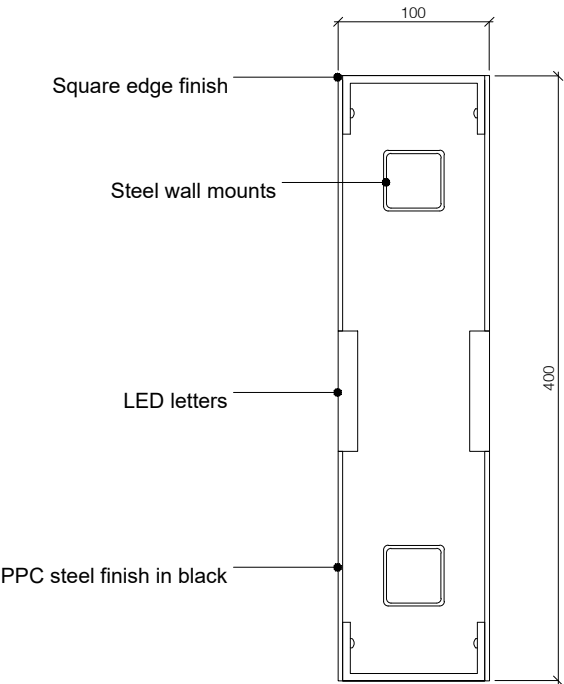 100
Square edge finish
Steel wall mounts
LED letters
400
PPC steel finish in black